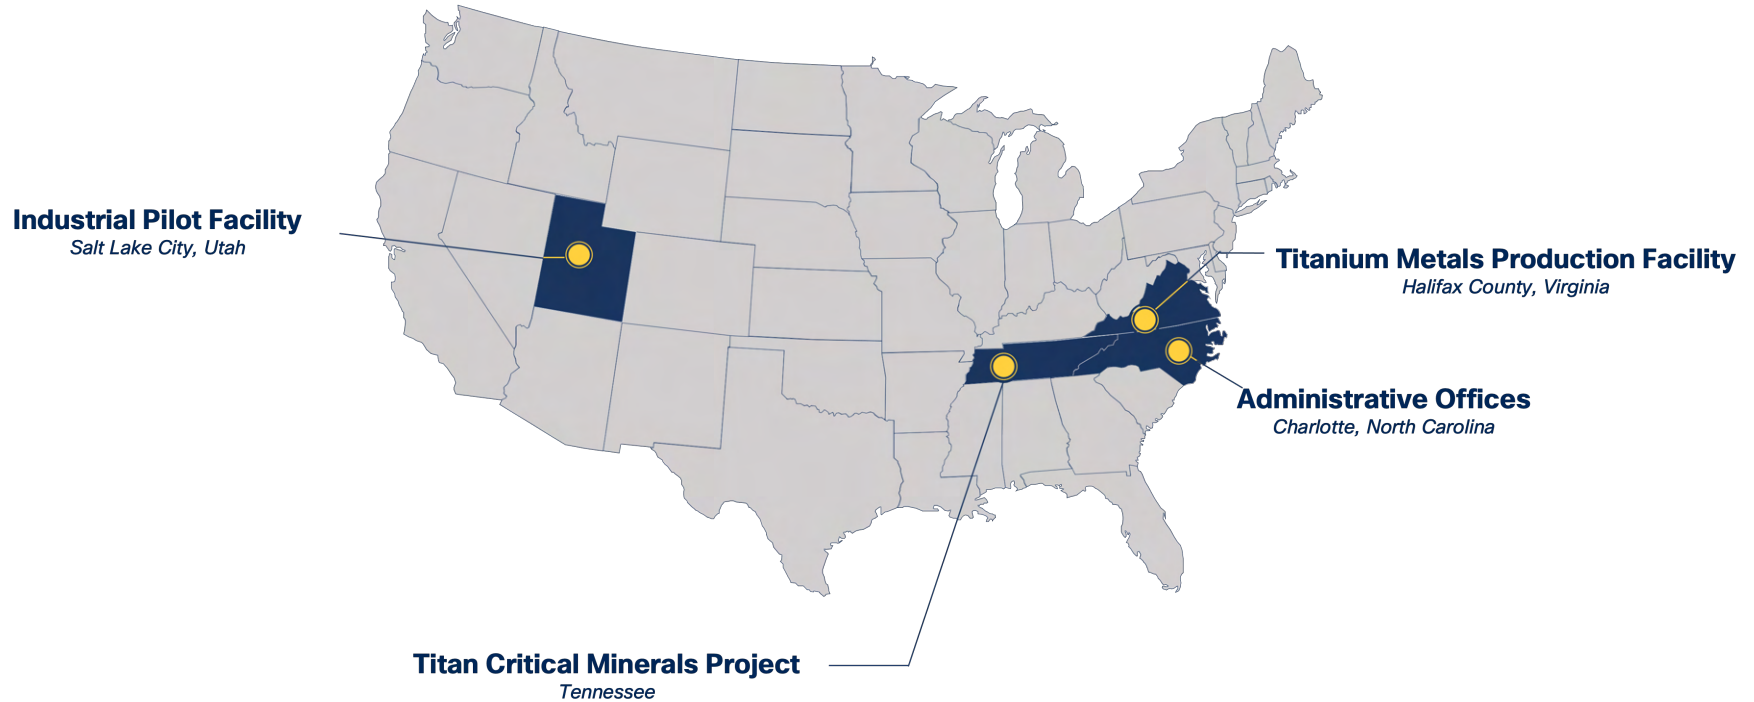 Industrial Pilot Facility
Salt Lake City, Utah
Titanium Metals Production Facility
Halifax County, Virginia
Administrative Offices
Charlotte, North Carolina
Titan Critical Minerals Project
Tennessee